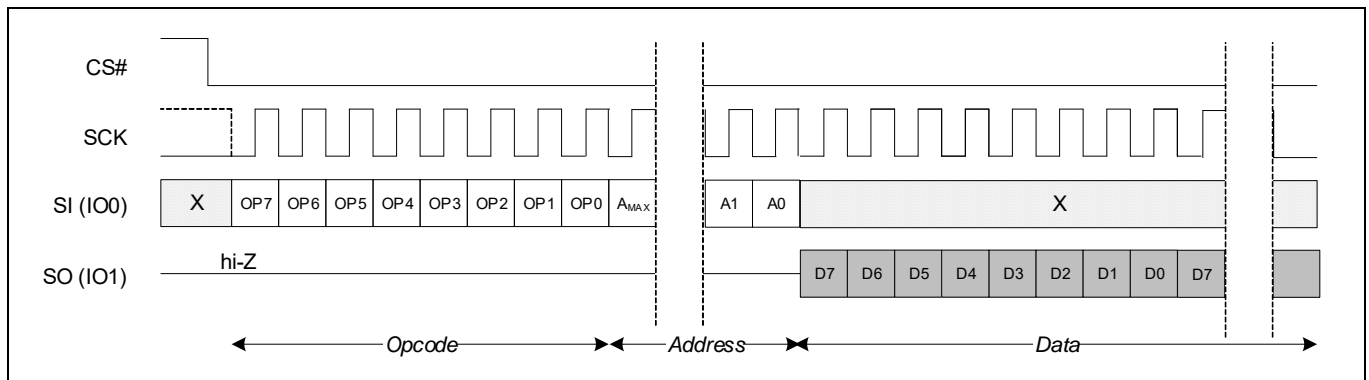 CS#
SCK
SI (IO0) X OP7 OP6 OP5 OP4 OP3 OP2 OP1 OP0 AMAX A1 A0 X
hi-Z
SO (IO1) D7 D6 D5 D4 D3 D2 D1 D0 D7
Opcode Address Data